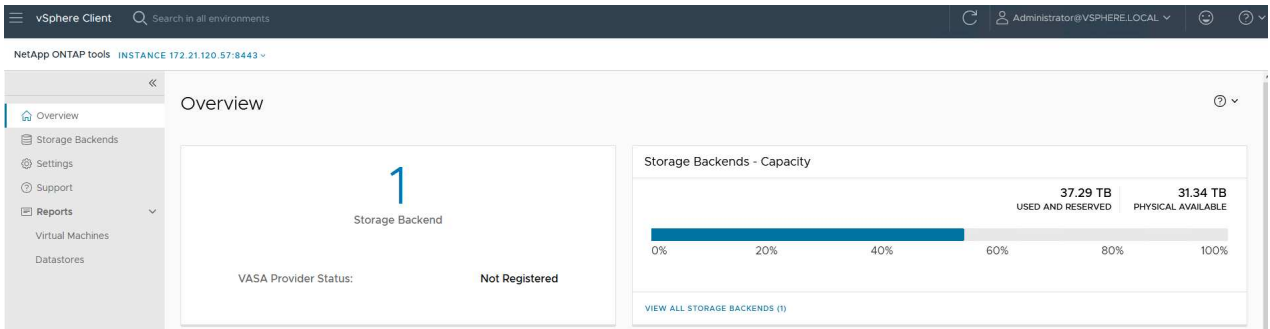 vSphere Client Search in all environments Administrator@VSPHERE.LOCAL
NetApp ONTAP tools INSTANCE 172.21.120.57:8443
Overview
Storage Backends
Settings
Support
Reports
Virtual Machines
Datastores
Overview
1
Storage Backend
VASA Provider Status: Not Registered
Storage Backends - Capacity
37.29 TB 31.34 TB
USED AND RESERVED PHYSICAL AVAILABLE
0% 20% 40% 60% 80% 100%
VIEW ALL STORAGE BACKENDS (1)